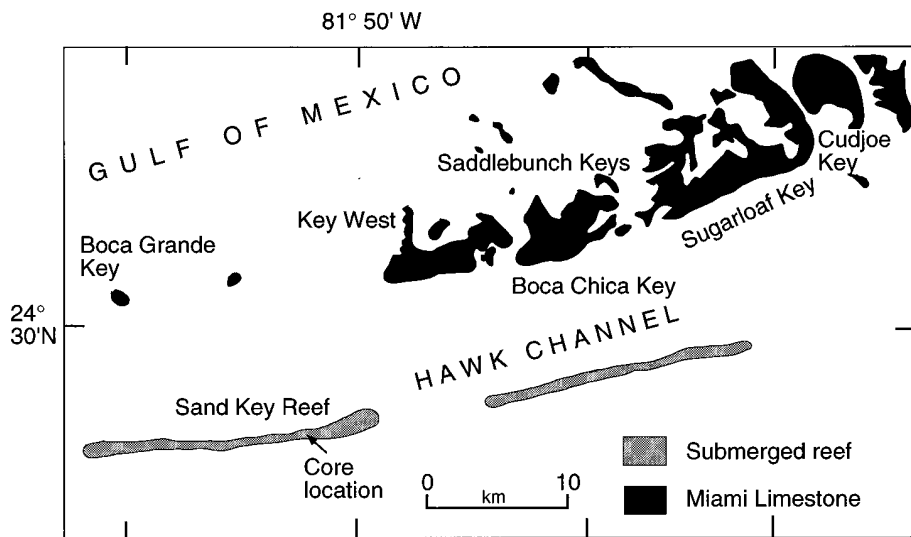 81° 50' W
GULF OF MEXICO
Saddlebunch Keys
Cudjoe
Key
Key West
Sugarloaf Key
Boca Grande
Key
Boca Chica Key
24°
30'N
HAWK CHANNEL
Sand Key Reef
Core
location
0
10
km
Submerged reef
Miami Limestone